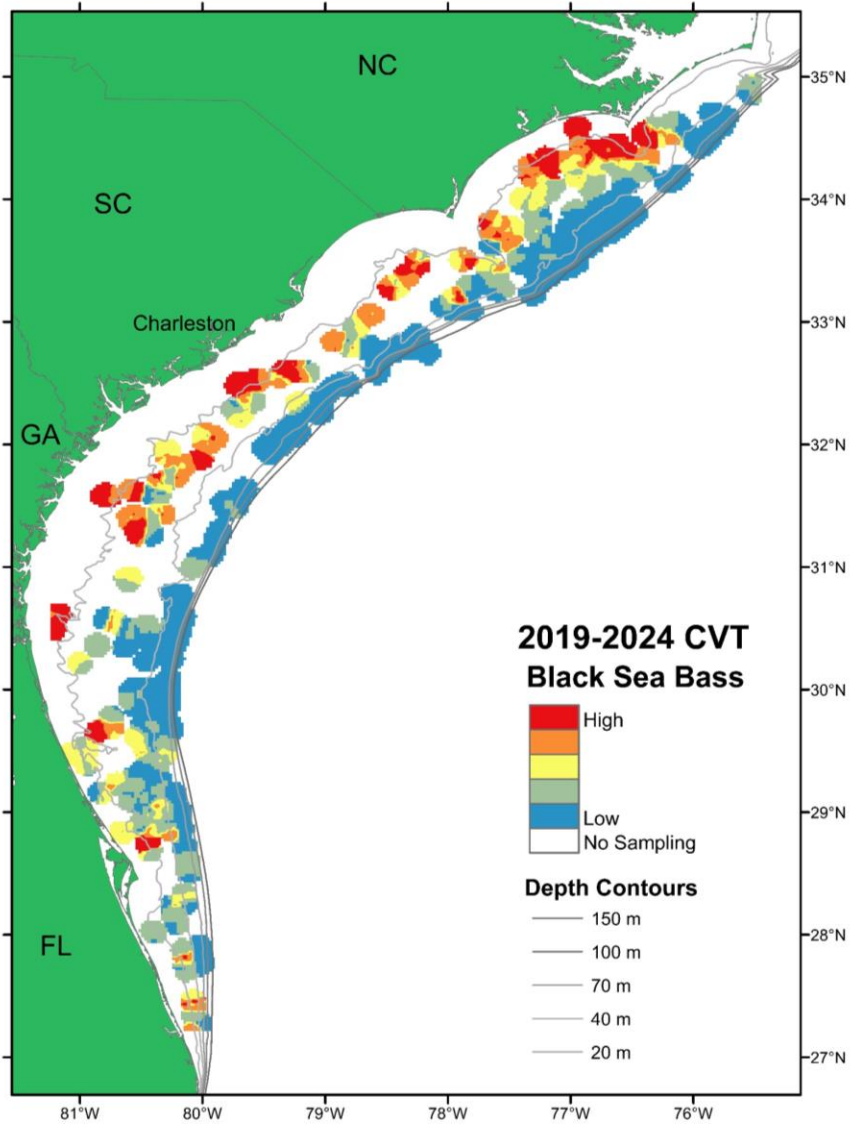 NC
35°N
SC
34°N
Charleston
33°N
GA
32°N
31°N
2019-2024 CVT
Black Sea Bass
High
30°N
Low
No Sampling
29°N
Depth Contours
150 m
100 m
70 m
40 m
20 m
FL
28°N
27°N
81°W 80°W 79°W 78°W 77°W 76°W